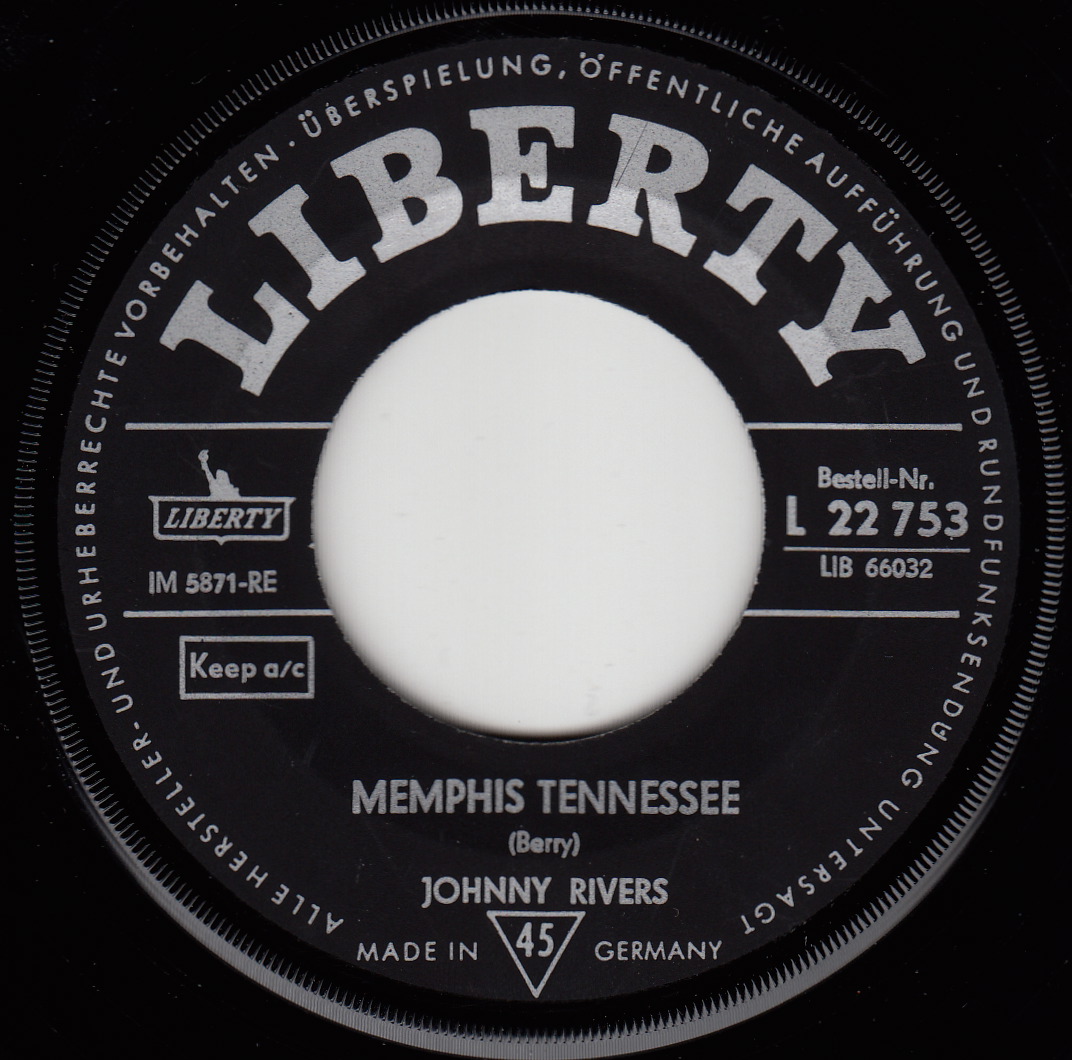 ALLE HERSTELLER- UND URHEBERRECHTE VORBEHALTEN · ÜBERSPIELUNG, ÖFFENTLICHE AUFFÜHRUNG UND RUNDFUNKSENDUNG UNTERSAGT
LIBERTY
LIBERTY
IM 5871-RE
Bestell-Nr.
L 22 753
LIB 66032
Keep a/c
MEMPHIS TENNESSEE
(Berry)
JOHNNY RIVERS
MADE IN 45 GERMANY